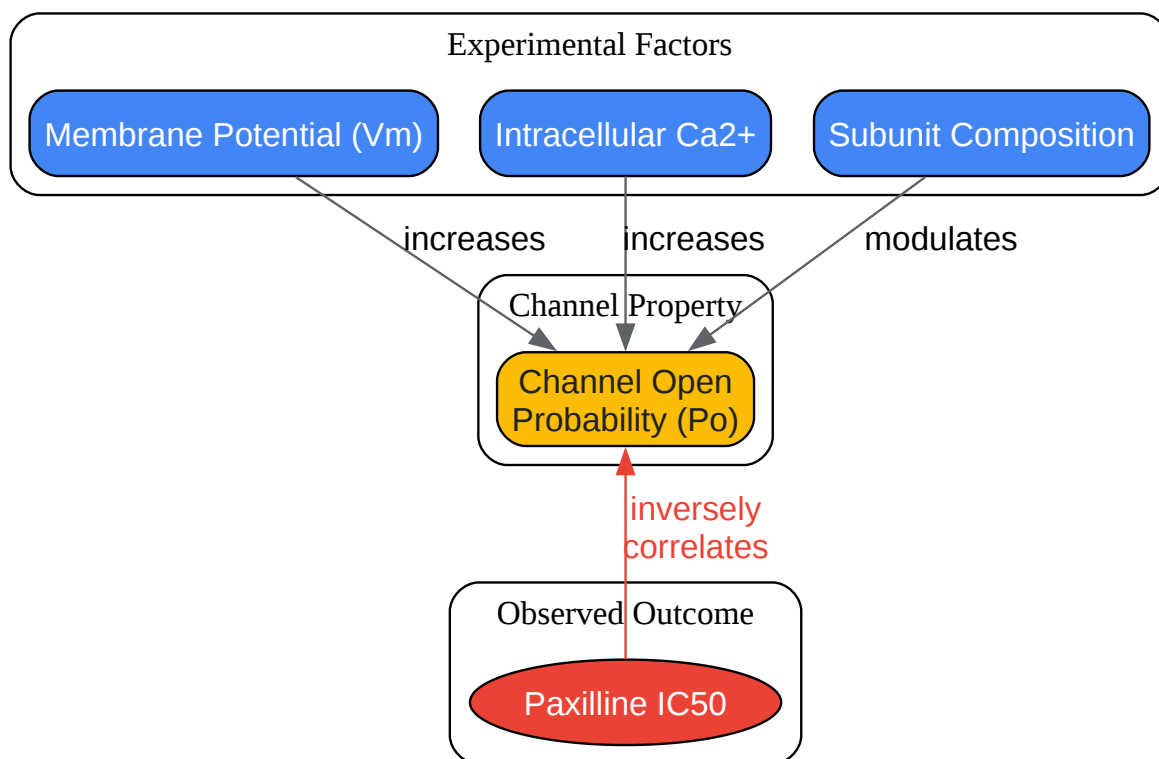 Experimental Factors
Membrane Potential (Vm)
Intracellular Ca2+
Subunit Composition
increases
increases
modulates
Channel Property
Channel Open
Probability (Po)
inversely
correlates
Observed Outcome
Paxilline IC50